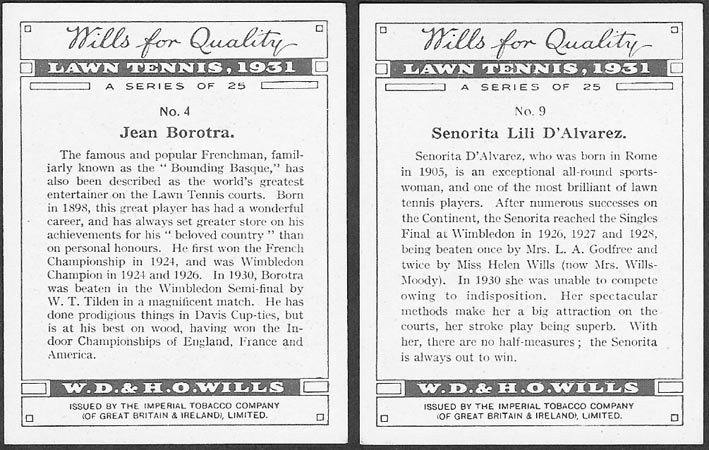 Wills for Quality
LAWN TENNIS, 1931
A SERIES OF 25
No. 4
Jean Borotra.
The famous and popular Frenchman, famil-
iarly known as the “ Bounding Basque,” has
also been described as the world's greatest
entertainer on the Lawn Tennis courts. Born
in 1898, this great player has had a wonderful
career, and has always set greater store on his
achievements for his “ beloved country ” than
on personal honours. He first won the French
Championship in 1924, and was Wimbledon
Champion in 1924 and 1926. In 1930, Borotra
was beaten in the Wimbledon Semi-final by
W. T. Tilden in a magnificent match. He has
done prodigious things in Davis Cup-ties, but
is at his best on wood, having won the In-
door Championships of England, France and
America.
W.D. & H.O. WILLS
ISSUED BY THE IMPERIAL TOBACCO COMPANY
(OF GREAT BRITAIN & IRELAND), LIMITED.
Wills for Quality
LAWN TENNIS, 1931
A SERIES OF 25
No. 9
Senorita Lili D'Alvarez.
Senorita D'Alvarez, who was born in Rome
in 1905, is an exceptional all-round sports-
woman, and one of the most brilliant of lawn
tennis players. After numerous successes on
the Continent, the Senorita reached the Singles
Final at Wimbledon in 1926, 1927 and 1928,
being beaten once by Mrs. L. A. Godfree and
twice by Miss Helen Wills (now Mrs. Wills-
Moody). In 1930 she was unable to compete
owing to indisposition. Her spectacular
methods make her a big attraction on the
courts, her stroke play being superb. With
her, there are no half-measures ; the Senorita
is always out to win.
W.D. & H.O. WILLS
ISSUED BY THE IMPERIAL TOBACCO COMPANY
(OF GREAT BRITAIN & IRELAND), LIMITED.